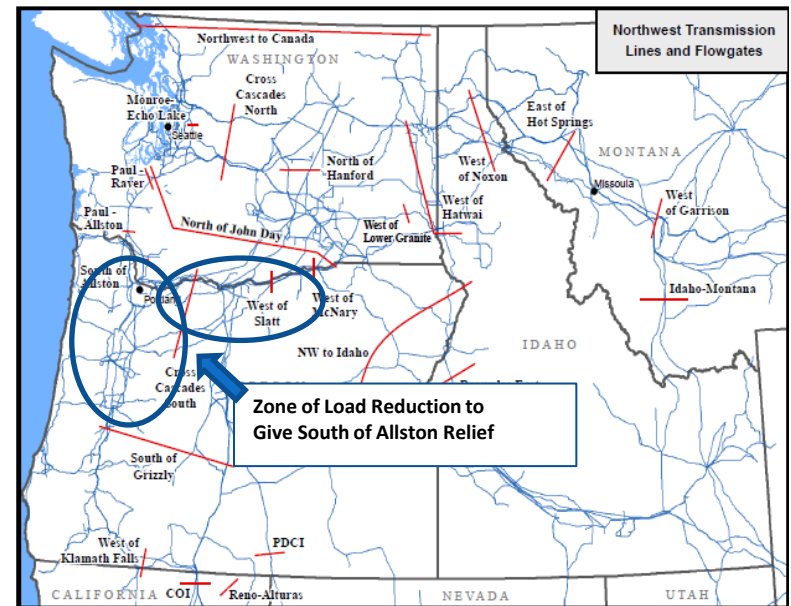 Northwest Transmission
Lines and Flowgates
Northwest to Canada
WASHINGTON
Cross
Cascades
North
Monroe-
Echo Lake
Seattle
East of
Hot Springs
MONTANA
North of
Hanford
West
of Noxon
Paul -
Raver
Missoula
West
of Garrison
West of
Hatwai
Paul -
Allston
North of John Day
West of
Lower Granite
South of
Allston
Portland
Idaho-Montana
West of
Slatt
West of
McNary
NW to Idaho
IDAHO
Cross
Cascades
South
Zone of Load Reduction to
Give South of Allston Relief
South of
Grizzly
West of
Klamath Falls
PDCI
CALIFORNIA
COI
Reno-Alturas
NEVADA
UTAH